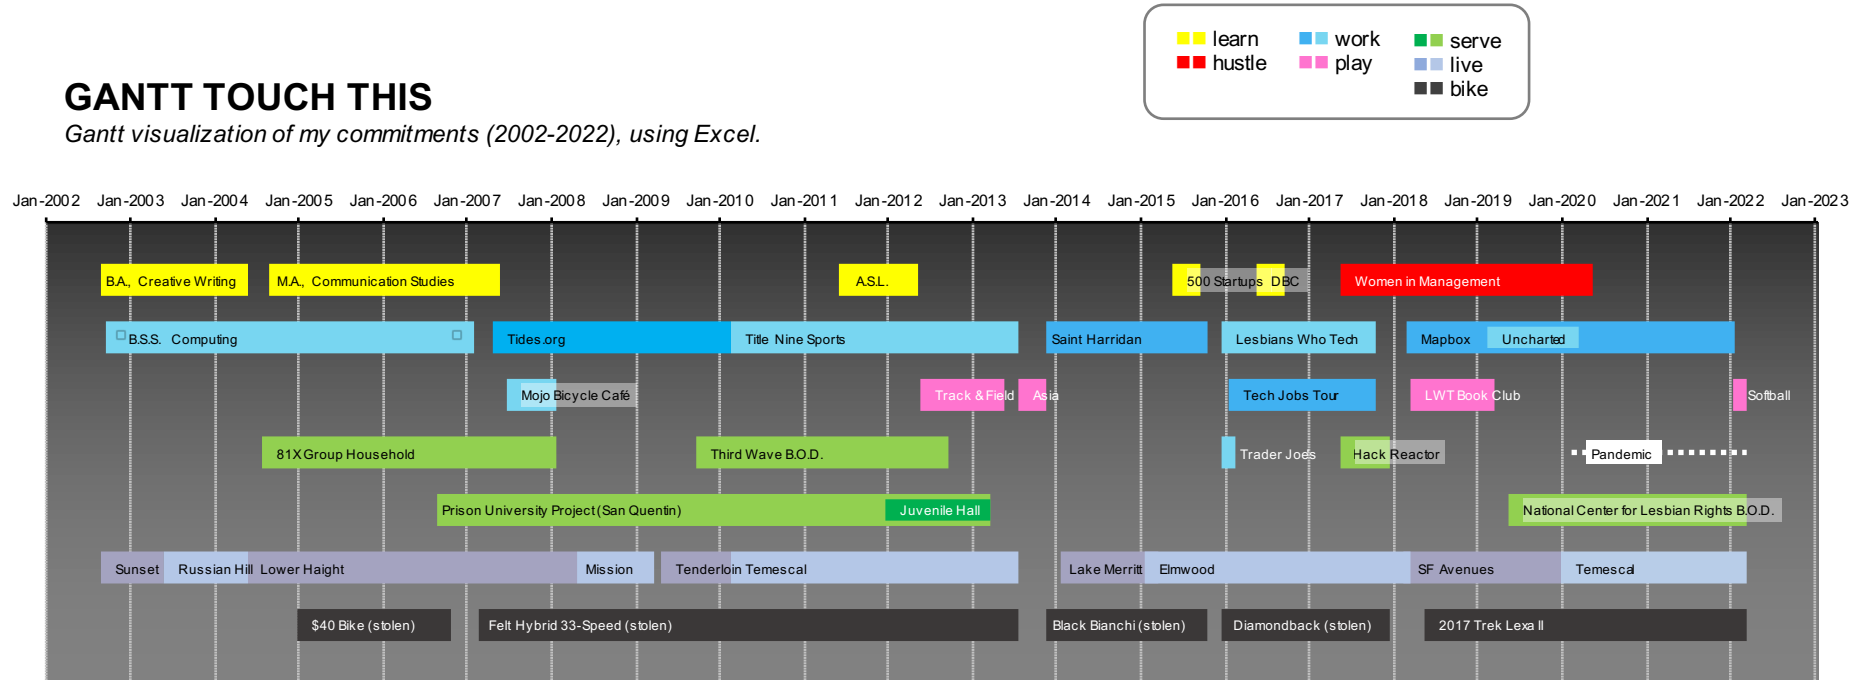 learn work serve
hustle play live
bike
GANTT TOUCH THIS
Gantt visualization of my commitments (2002-2022), using Excel.
Jan-2002 Jan-2003 Jan-2004 Jan-2005 Jan-2006 Jan-2007 Jan-2008 Jan-2009 Jan-2010 Jan-2011 Jan-2012 Jan-2013 Jan-2014 Jan-2015 Jan-2016 Jan-2017 Jan-2018 Jan-2019 Jan-2020 Jan-2021 Jan-2022 Jan-2023
B.A., Creative Writing M.A., Communication Studies A.S.L. 500 Startups DBC Women in Management
B.S.S. Computing Tides.org Title Nine Sports Saint Harridan Lesbians Who Tech Mapbox Uncharted
Mojo Bicycle Café Track & Field Asia Tech Jobs Tour LWT Book Club Softball
81X Group Household Third Wave B.O.D. Trader Joe's Hack Reactor Pandemic
Prison University Project (San Quentin) Juvenile Hall National Center for Lesbian Rights B.O.D.
Sunset Russian Hill Lower Haight Mission Tenderloin Temescal Lake Merritt Elmwood SF Avenues Temescal
$40 Bike (stolen) Felt Hybrid 33-Speed (stolen) Black Bianchi (stolen) Diamondback (stolen) 2017 Trek Lexa II